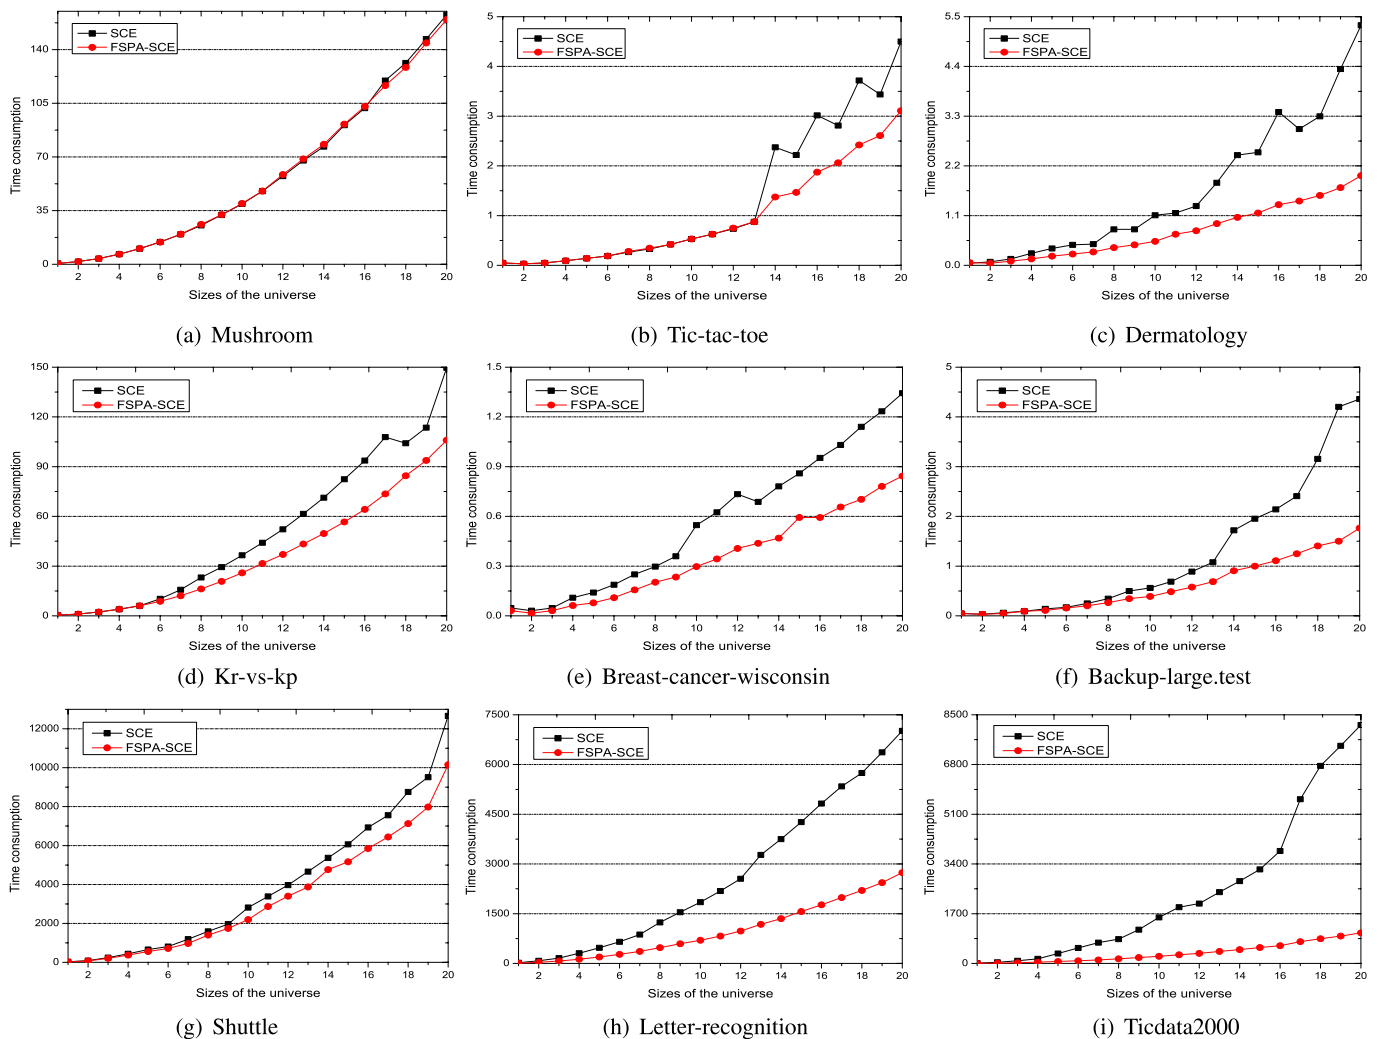 SCE
FSPA-SCE
Time consumption
140
105
70
35
0
2 4 6 8 10 12 14 16 18 20
Sizes of the universe
(a) Mushroom
SCE
FSPA-SCE
Time consumption
5
4
3
2
1
0
2 4 6 8 10 12 14 16 18 20
Sizes of the universe
(b) Tic-tac-toe
SCE
FSPA-SCE
Time consumption
5.5
4.4
3.3
2.2
1.1
0.0
2 4 6 8 10 12 14 16 18 20
Sizes of the universe
(c) Dermatology
SCE
FSPA-SCE
Time consumption
150
120
90
60
30
0
2 4 6 8 10 12 14 16 18 20
Sizes of the universe
(d) Kr-vs-kp
SCE
FSPA-SCE
Time consumption
1.5
1.2
0.9
0.6
0.3
0.0
2 4 6 8 10 12 14 16 18 20
Sizes of the universe
(e) Breast-cancer-wisconsin
SCE
FSPA-SCE
Time consumption
5
4
3
2
1
0
2 4 6 8 10 12 14 16 18 20
Sizes of the universe
(f) Backup-large.test
SCE
FSPA-SCE
Time consumption
12000
10000
8000
6000
4000
2000
0
2 4 6 8 10 12 14 16 18 20
Sizes of the universe
(g) Shuttle
SCE
FSPA-SCE
Time consumption
7500
6000
4500
3000
1500
0
2 4 6 8 10 12 14 16 18 20
Sizes of the universe
(h) Letter-recognition
SCE
FSPA-SCE
Time consumption
8500
6800
5100
3400
1700
0
2 4 6 8 10 12 14 16 18 20
Sizes of the universe
(i) Ticdata2000